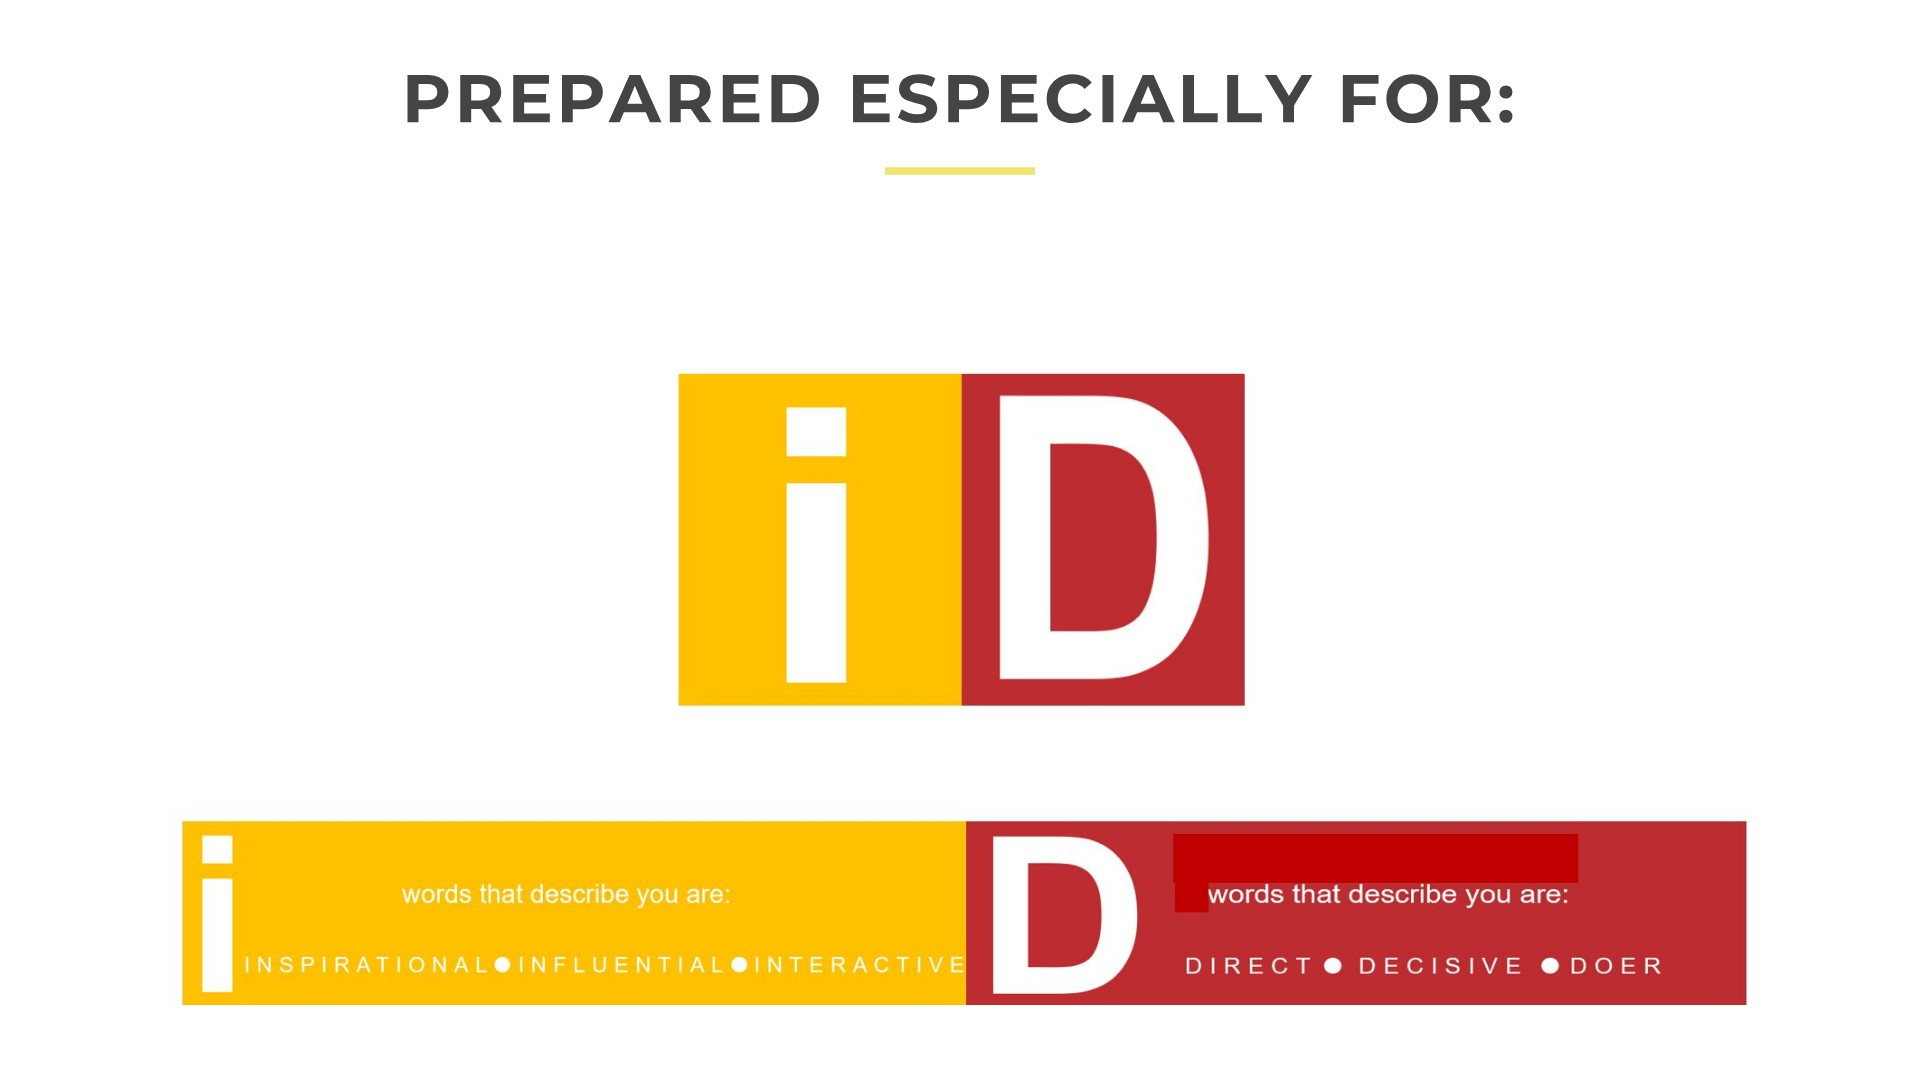 PREPARED ESPECIALLY FOR:
i D
i
words that describe you are:
INSPIRATIONAL●INFLUENTIAL●INTERACTIVE
D
words that describe you are:
DIRECT ● DECISIVE ● DOER